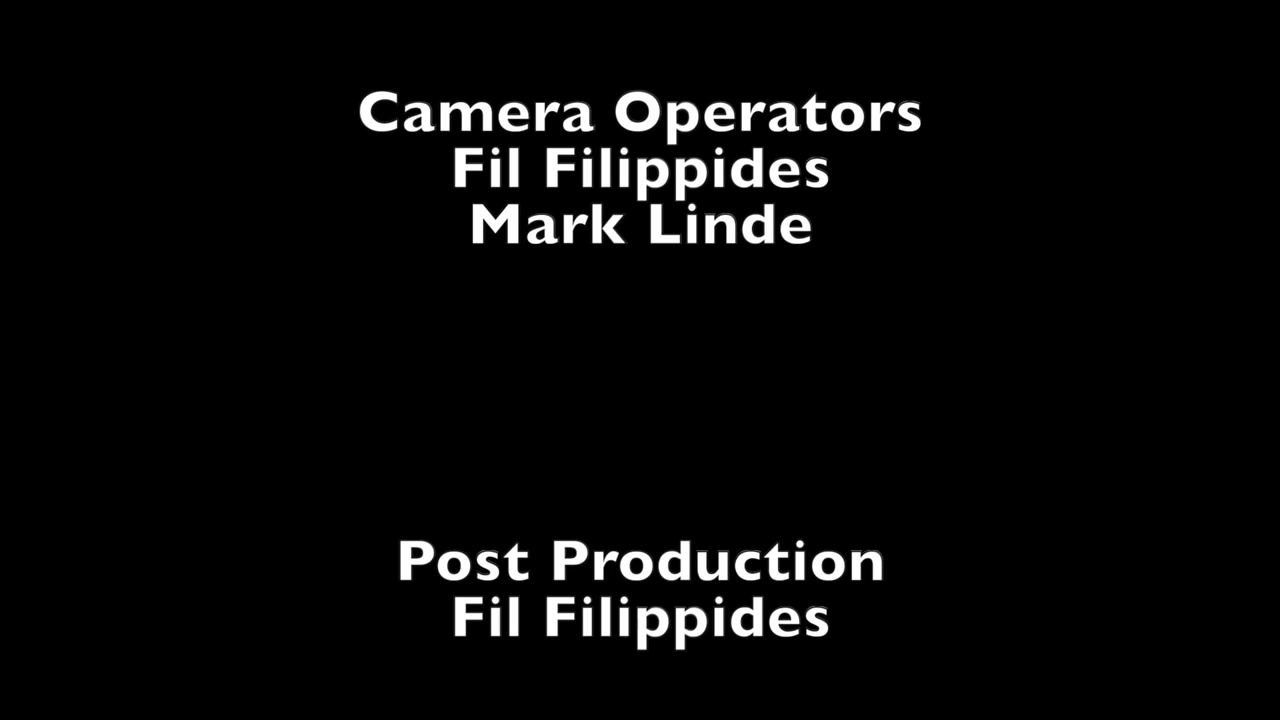 Camera Operators
Fil Filippides
Mark Linde
Post Production
Fil Filippides